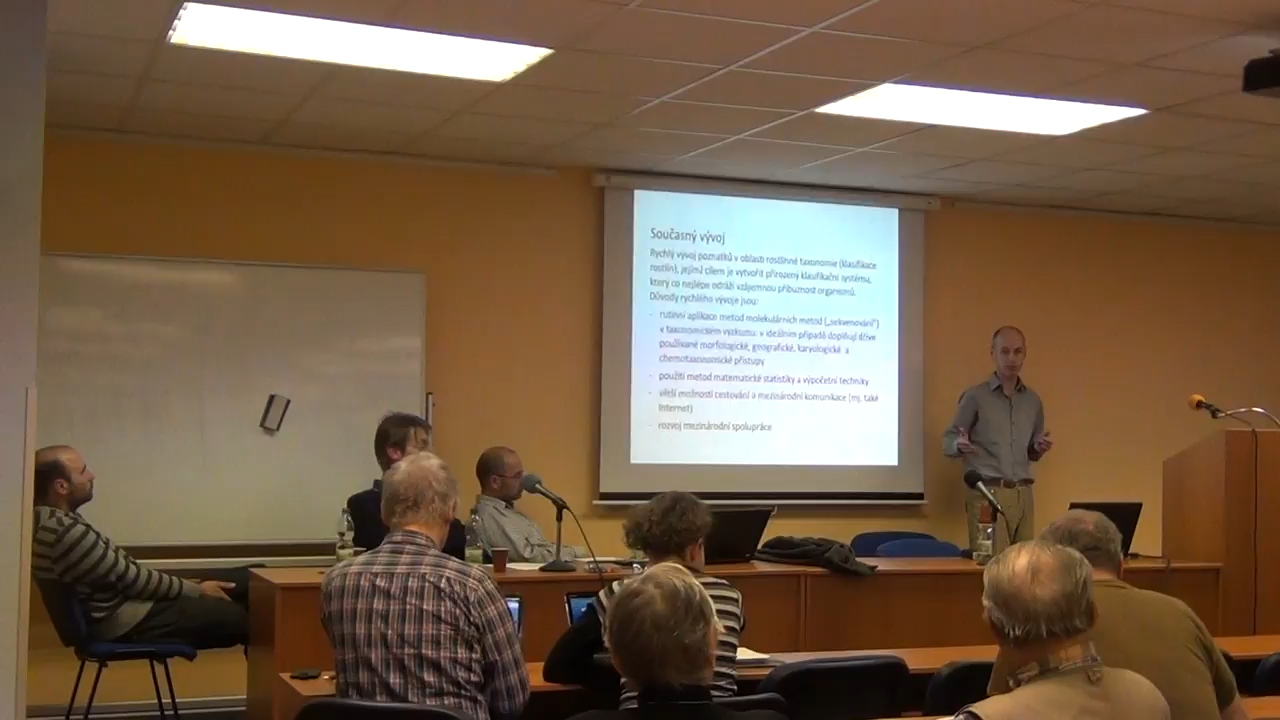 Současný vývoj
Rychlý vývoj poznatků v oblasti rostlinné taxonomie (klasifikace
rostlin), jejímž cílem je vytvořit přirozený klasifikační systému,
který co nejlépe odráží vzájemnou příbuznost organismů.
Důvody rychlého vývoje jsou:
- rutinní aplikace metod molekulárních metod („sekvenování")
v taxonomickém výzkumu: v ideálním případě doplňují dříve
používané morfologické, geografické, karyologické a
chemotaxonomické přístupy
- použití metod matematické statistiky a výpočetní techniky
- větší možnosti cestování a mezinárodní komunikace (mj. také
Internet)
- rozvoj mezinárodní spolupráce